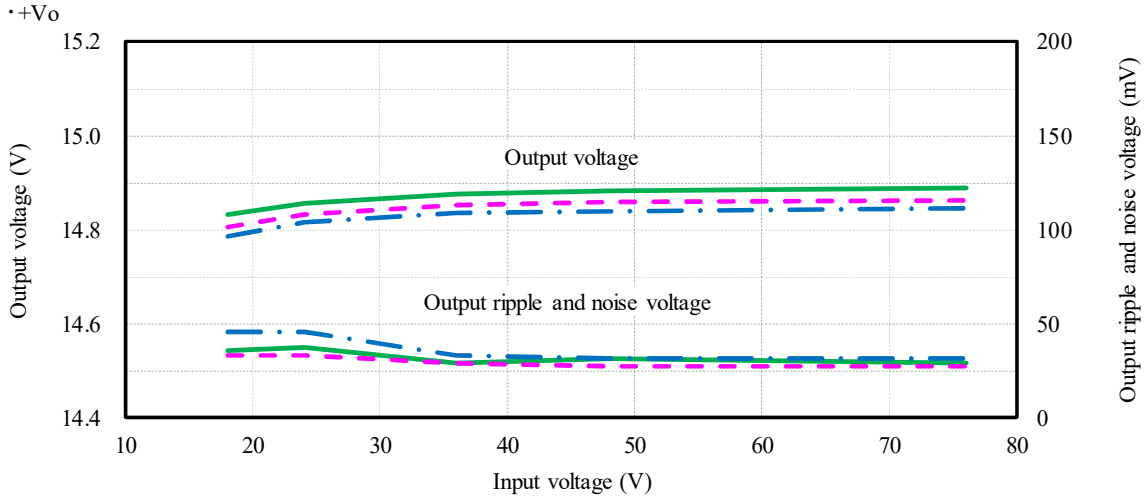 ・+Vo
15.2
15.0
14.8
14.6
14.4
Output voltage (V)
Output voltage
Output ripple and noise voltage
200
150
100
50
0
Output ripple and noise voltage (mV)
10 20 30 40 50 60 70 80
Input voltage (V)